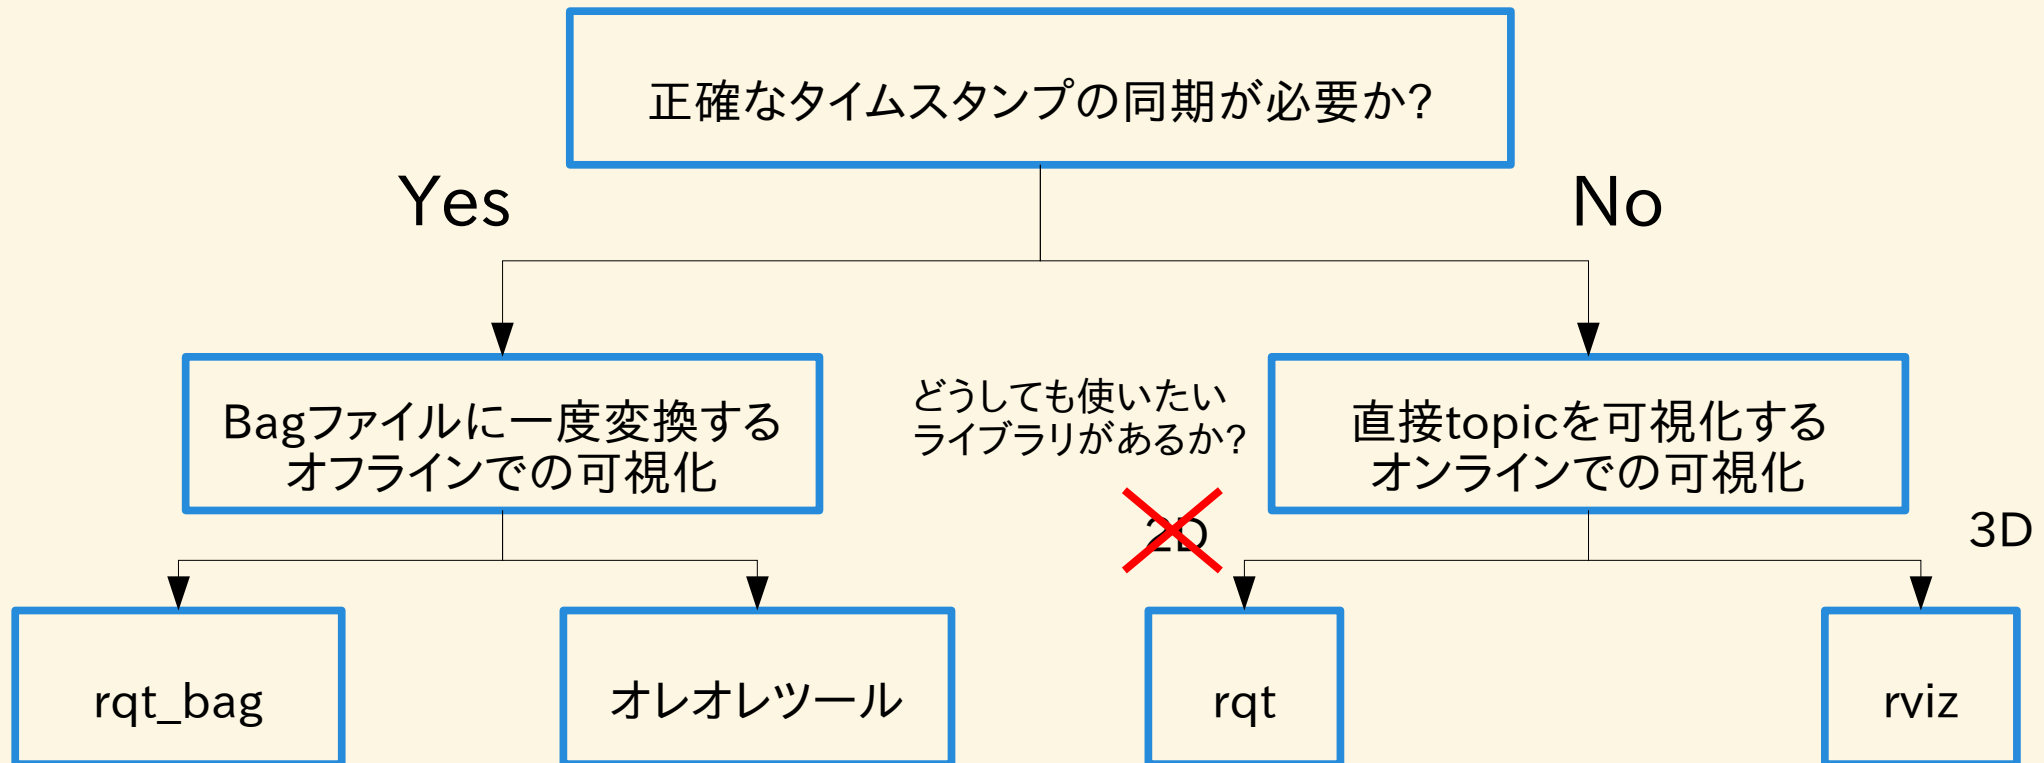 正確なタイムスタンプの同期が必要か?
Yes
No
Bagファイルに一度変換する
オフラインでの可視化
どうしても使いたい
ライブラリがあるか?
直接topicを可視化する
オンラインでの可視化
2D
3D
rqt_bag
オレオレツール
rqt
rviz